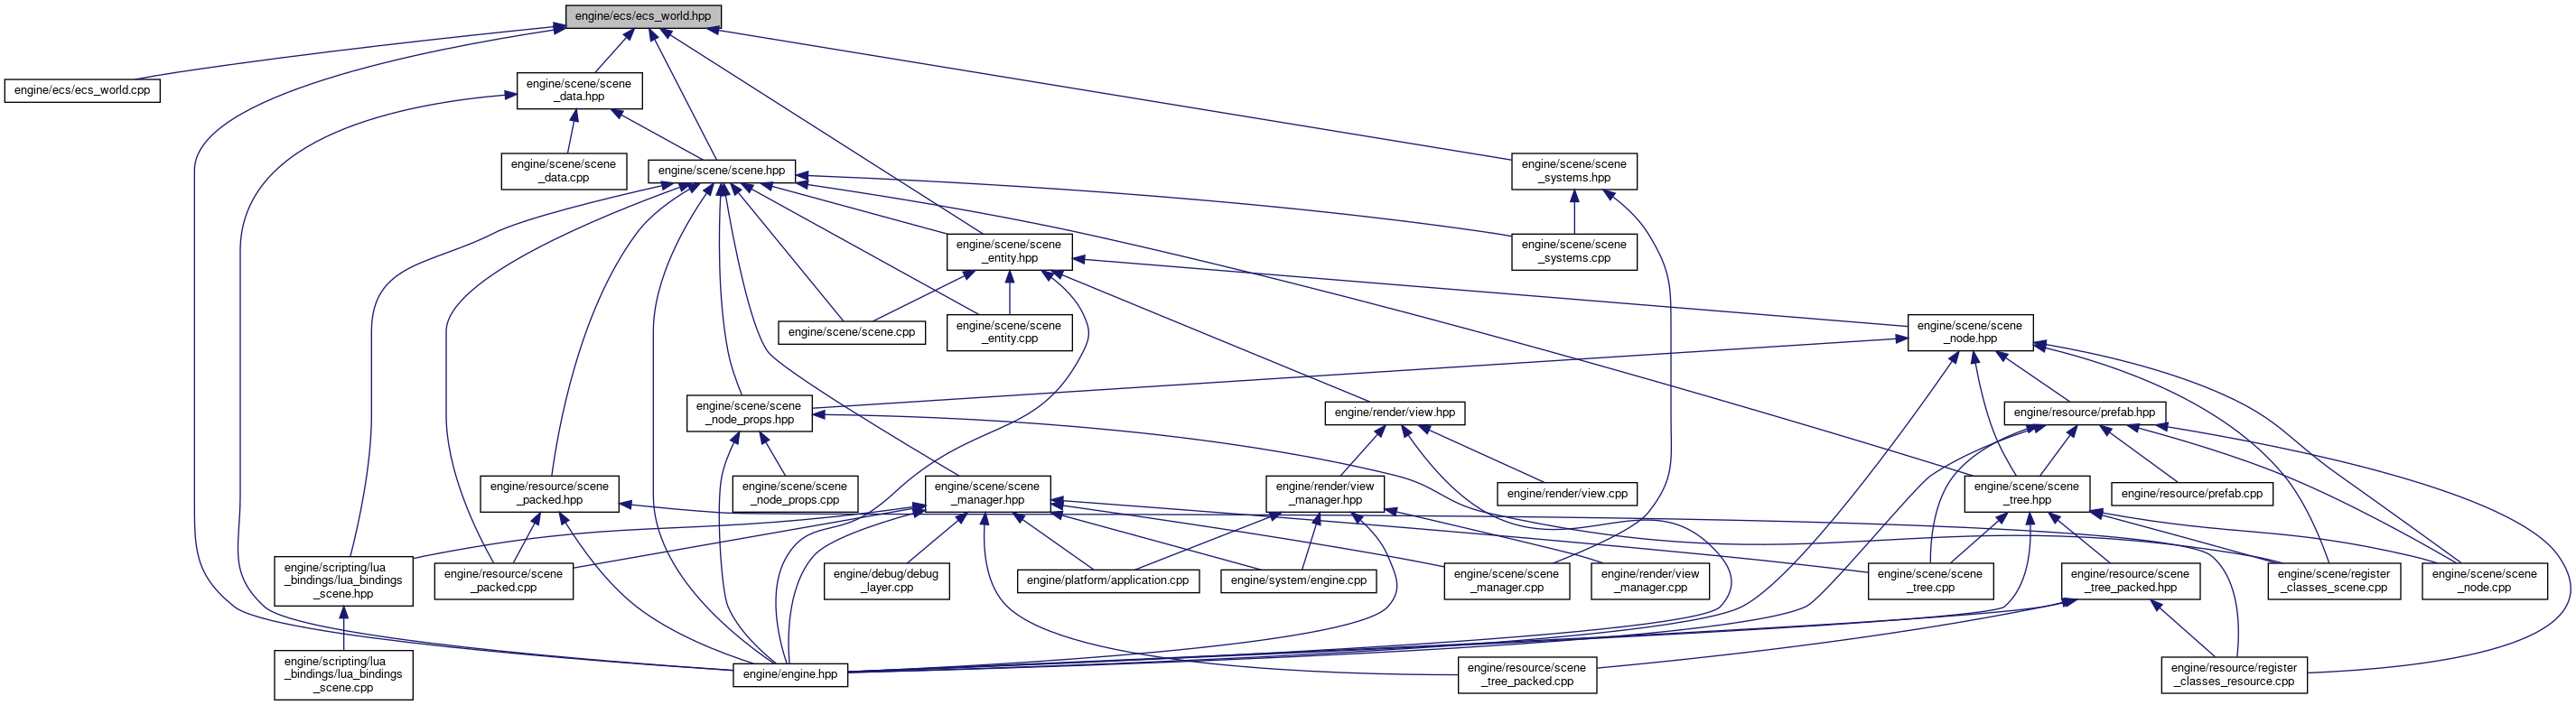 engine/ecs/ecs_world.hpp
engine/ecs/ecs_world.cpp
engine/scene/scene
_data.hpp
engine/scene/scene
_data.cpp
engine/scene/scene.hpp
engine/scene/scene
_systems.hpp
engine/scene/scene
_entity.hpp
engine/scene/scene
_systems.cpp
engine/scene/scene.cpp
engine/scene/scene
_entity.cpp
engine/scene/scene
_node.hpp
engine/scene/scene
_node_props.hpp
engine/render/view.hpp
engine/resource/prefab.hpp
engine/resource/scene
_packed.hpp
engine/scene/scene
_node_props.cpp
engine/scene/scene
_manager.hpp
engine/render/view
_manager.hpp
engine/render/view.cpp
engine/scene/scene
_tree.hpp
engine/resource/prefab.cpp
engine/scripting/lua
_bindings/lua_bindings
_scene.hpp
engine/resource/scene
_packed.cpp
engine/debug/debug
_layer.cpp
engine/platform/application.cpp
engine/system/engine.cpp
engine/scene/scene
_manager.cpp
engine/render/view
_manager.cpp
engine/scene/scene
_tree.cpp
engine/resource/scene
_tree_packed.hpp
engine/scene/register
_classes_scene.cpp
engine/scene/scene
_node.cpp
engine/scripting/lua
_bindings/lua_bindings
_scene.cpp
engine/engine.hpp
engine/resource/scene
_tree_packed.cpp
engine/resource/register
_classes_resource.cpp